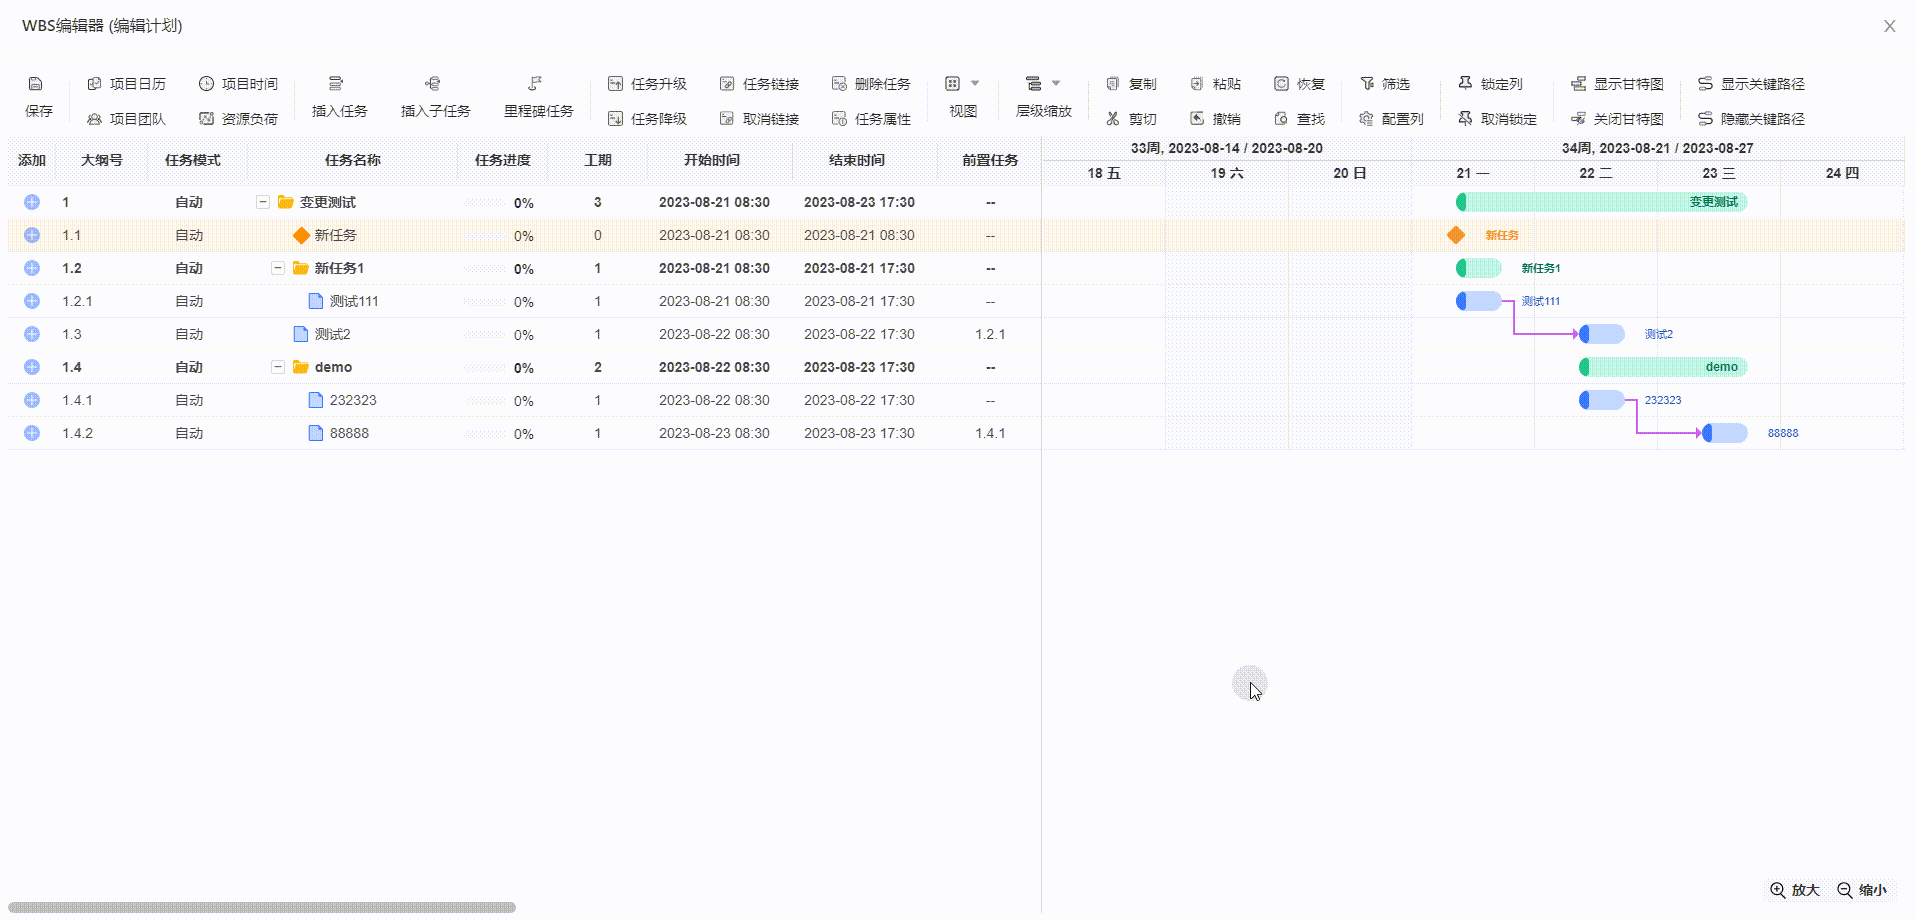 WBS编辑器 (编辑计划)
保存 项目日历 项目时间 插入任务 插入子任务 里程碑任务 任务升级 任务链接 删除任务 视图 层级缩放 复制 粘贴 恢复 筛选 锁定列 显示甘特图 显示关键路径
项目团队 资源负荷 任务降级 取消链接 任务属性 剪切 撤销 查找 配置列 取消锁定 关闭甘特图 隐藏关键路径
添加 大纲号 任务模式 任务名称 任务进度 工期 开始时间 结束时间 前置任务
33周, 2023-08-14 / 2023-08-20 34周, 2023-08-21 / 2023-08-27
18 五 19 六 20 日 21 一 22 二 23 三 24 四
1 自动 变更测试 0% 3 2023-08-21 08:30 2023-08-23 17:30 -- 变更测试
1.1 自动 新任务 0% 0 2023-08-21 08:30 2023-08-21 08:30 -- 新任务
1.2 自动 新任务1 0% 1 2023-08-21 08:30 2023-08-21 17:30 -- 新任务1
1.2.1 自动 测试111 0% 1 2023-08-21 08:30 2023-08-21 17:30 -- 测试111
1.3 自动 测试2 0% 1 2023-08-22 08:30 2023-08-22 17:30 1.2.1 测试2
1.4 自动 demo 0% 2 2023-08-22 08:30 2023-08-23 17:30 -- demo
1.4.1 自动 232323 0% 1 2023-08-22 08:30 2023-08-22 17:30 -- 232323
1.4.2 自动 88888 0% 1 2023-08-23 08:30 2023-08-23 17:30 1.4.1 88888
放大 缩小